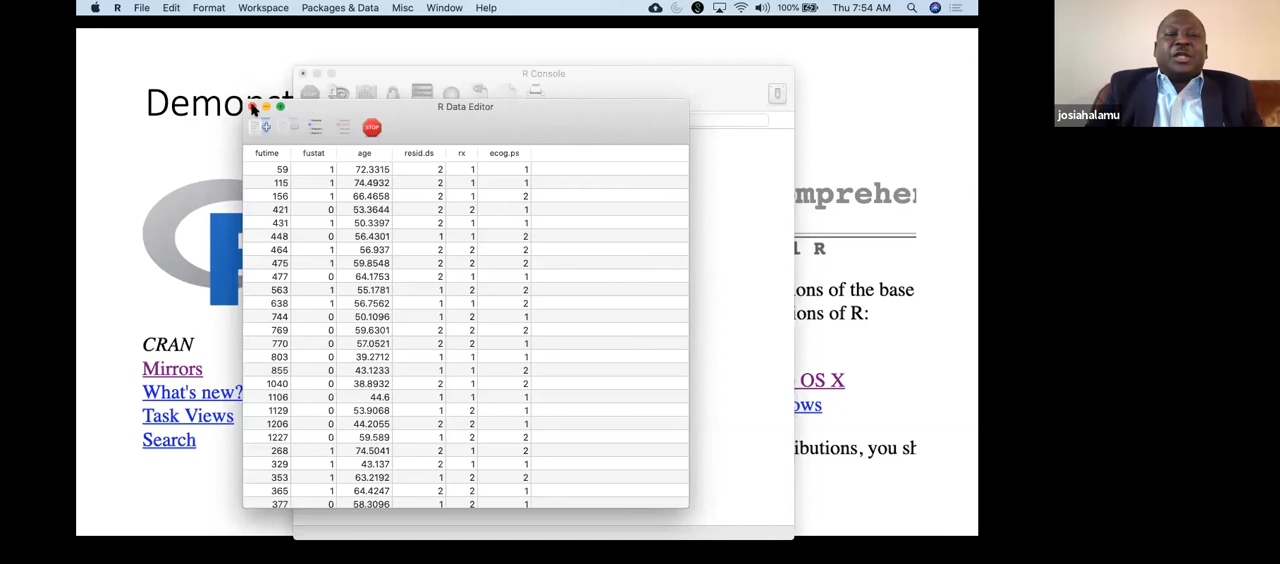 R File Edit Format Workspace Packages & Data Misc Window Help 100% Thu 7:54 AM
josiahalamu
R Console
R Data Editor
STOP
futime fustat age resid.ds rx ecog.ps
59 1 72.3315 2 1 1
115 1 74.4932 2 1 1
156 1 66.4658 2 1 2
421 0 53.3644 2 2 1
431 1 50.3397 2 1 1
448 0 56.4301 1 1 2
464 1 56.937 2 2 2
475 1 59.8548 2 2 2
477 0 64.1753 2 1 1
563 1 55.1781 1 2 2
638 1 56.7562 1 1 2
744 0 50.1096 1 2 1
769 0 59.6301 2 2 2
770 0 57.0521 2 2 1
803 0 39.2712 1 1 1
855 0 43.1233 1 1 2
1040 0 38.8932 2 1 2
1106 0 44.6 1 1 1
1129 0 53.9068 1 2 1
1206 0 44.2055 2 2 1
1227 0 59.589 1 2 2
268 1 74.5041 2 1 2
329 1 43.137 2 1 1
353 1 63.2192 1 2 2
365 1 64.4247 2 2 1
377 0 58.3096 1 2 1
CRAN
Mirrors
What's new?
Task Views
Search
l R
ons of the base
ions of R:
OS X
ows